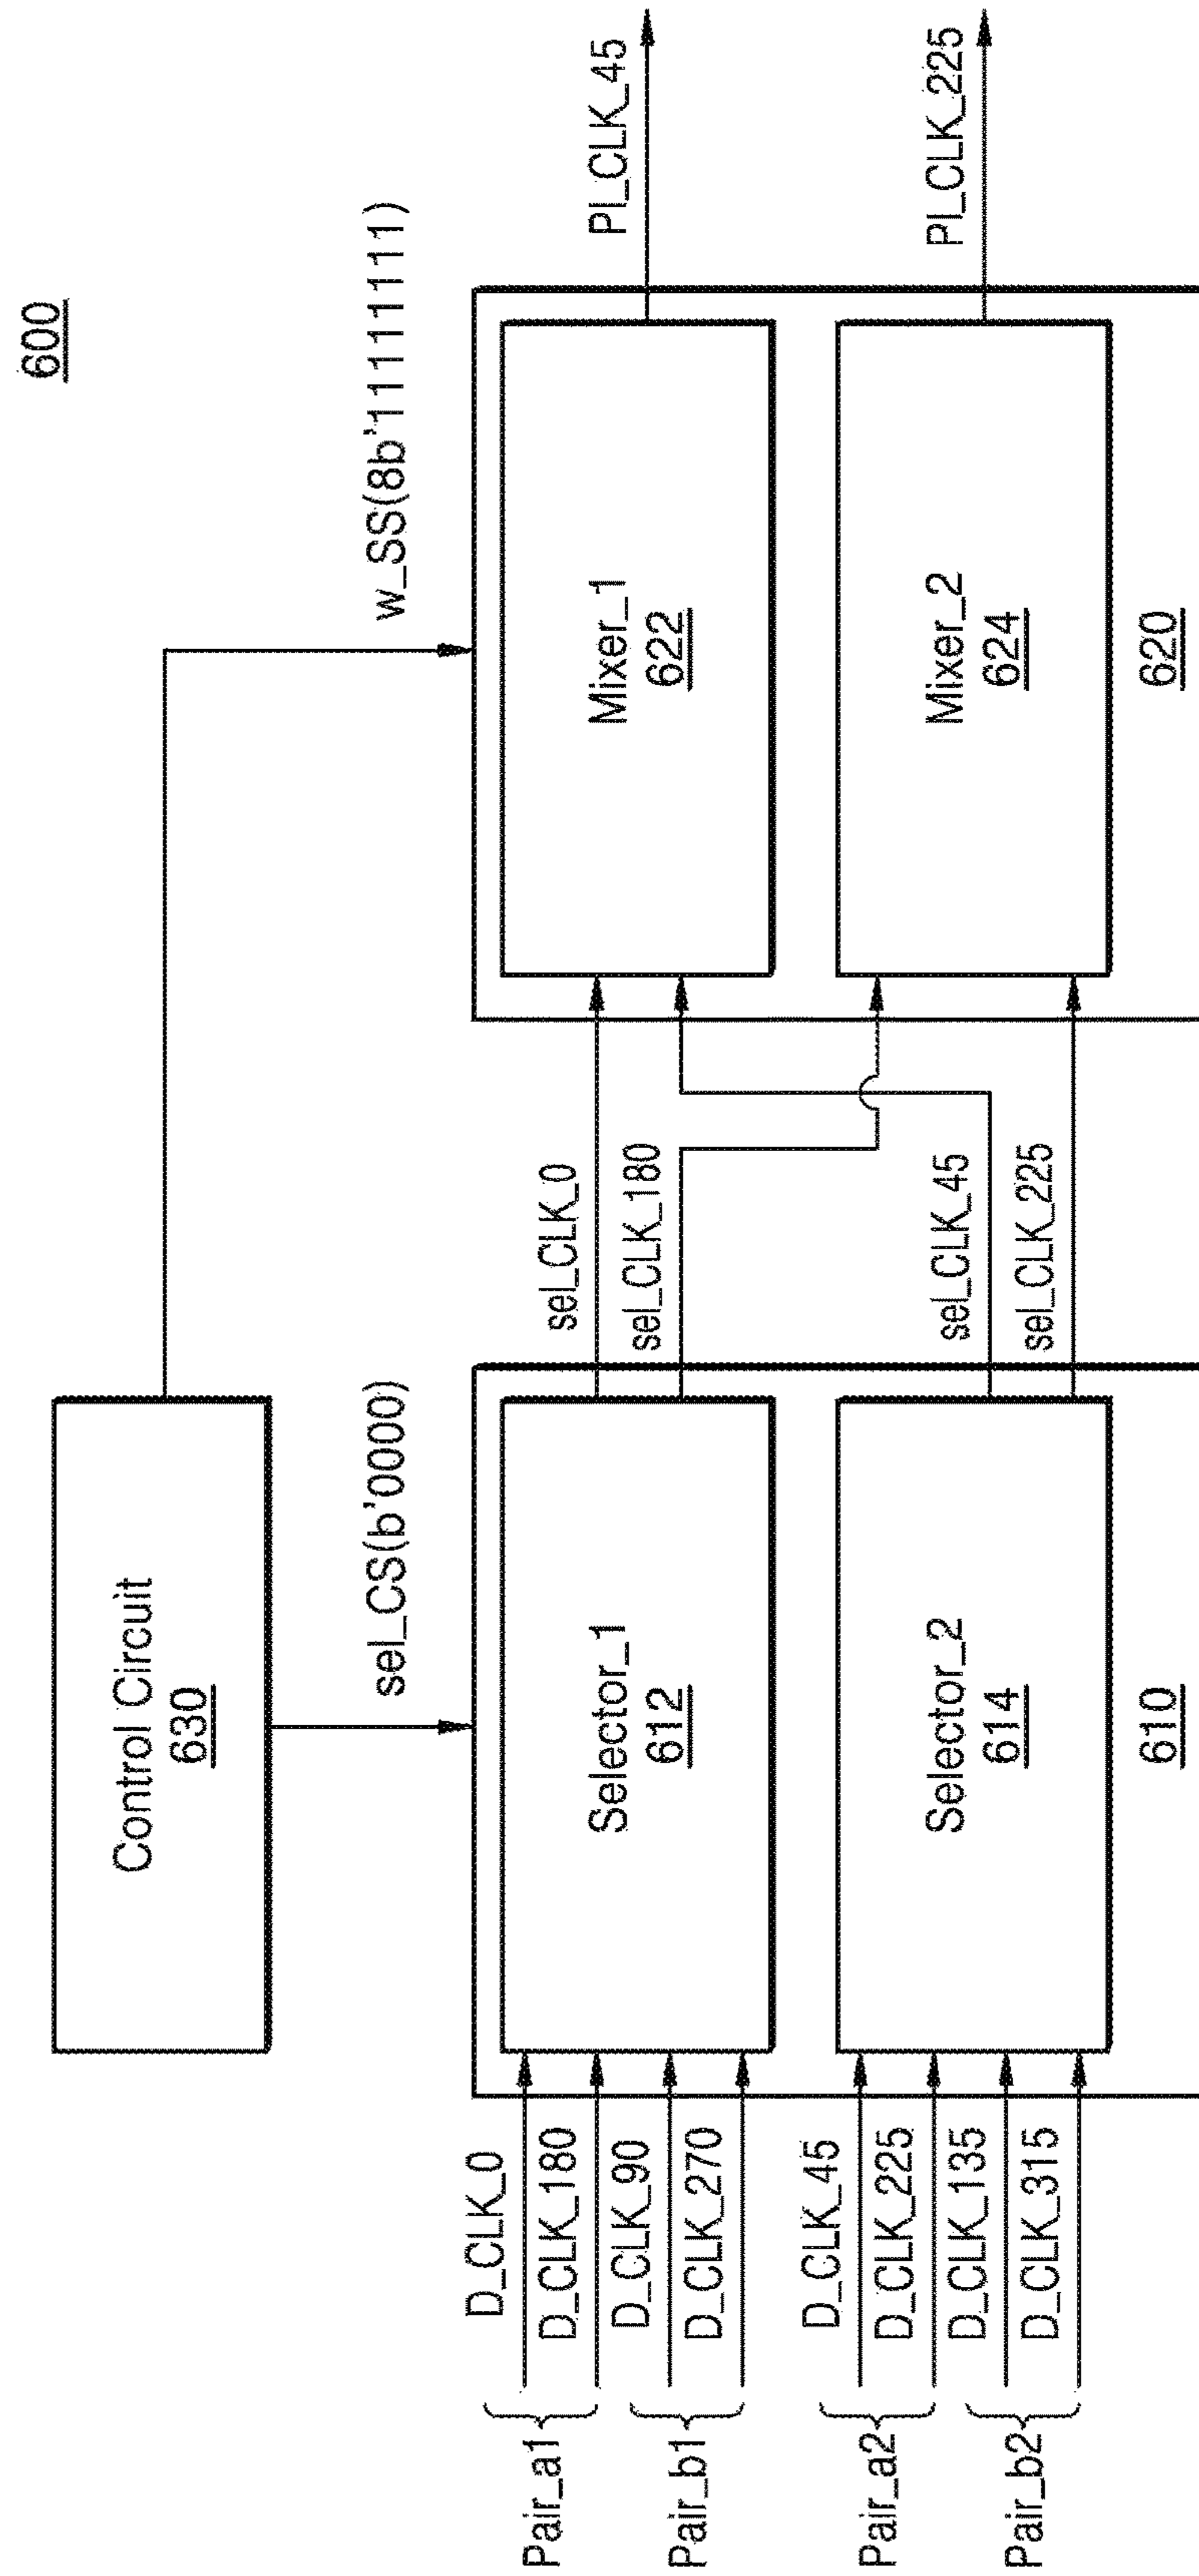 600
Control Circuit
630
sel_CS(b'0000)
w_SS(8b'11111111)
Pair_a1
D_CLK_0
D_CLK_180
Pair_b1
D_CLK_90
D_CLK_270
Pair_a2
D_CLK_45
D_CLK_225
Pair_b2
D_CLK_135
D_CLK_315
Selector_1
612
Selector_2
614
610
sel_CLK_0
sel_CLK_180
sel_CLK_45
sel_CLK_225
Mixer_1
622
Mixer_2
624
620
PI_CLK_45
PI_CLK_225